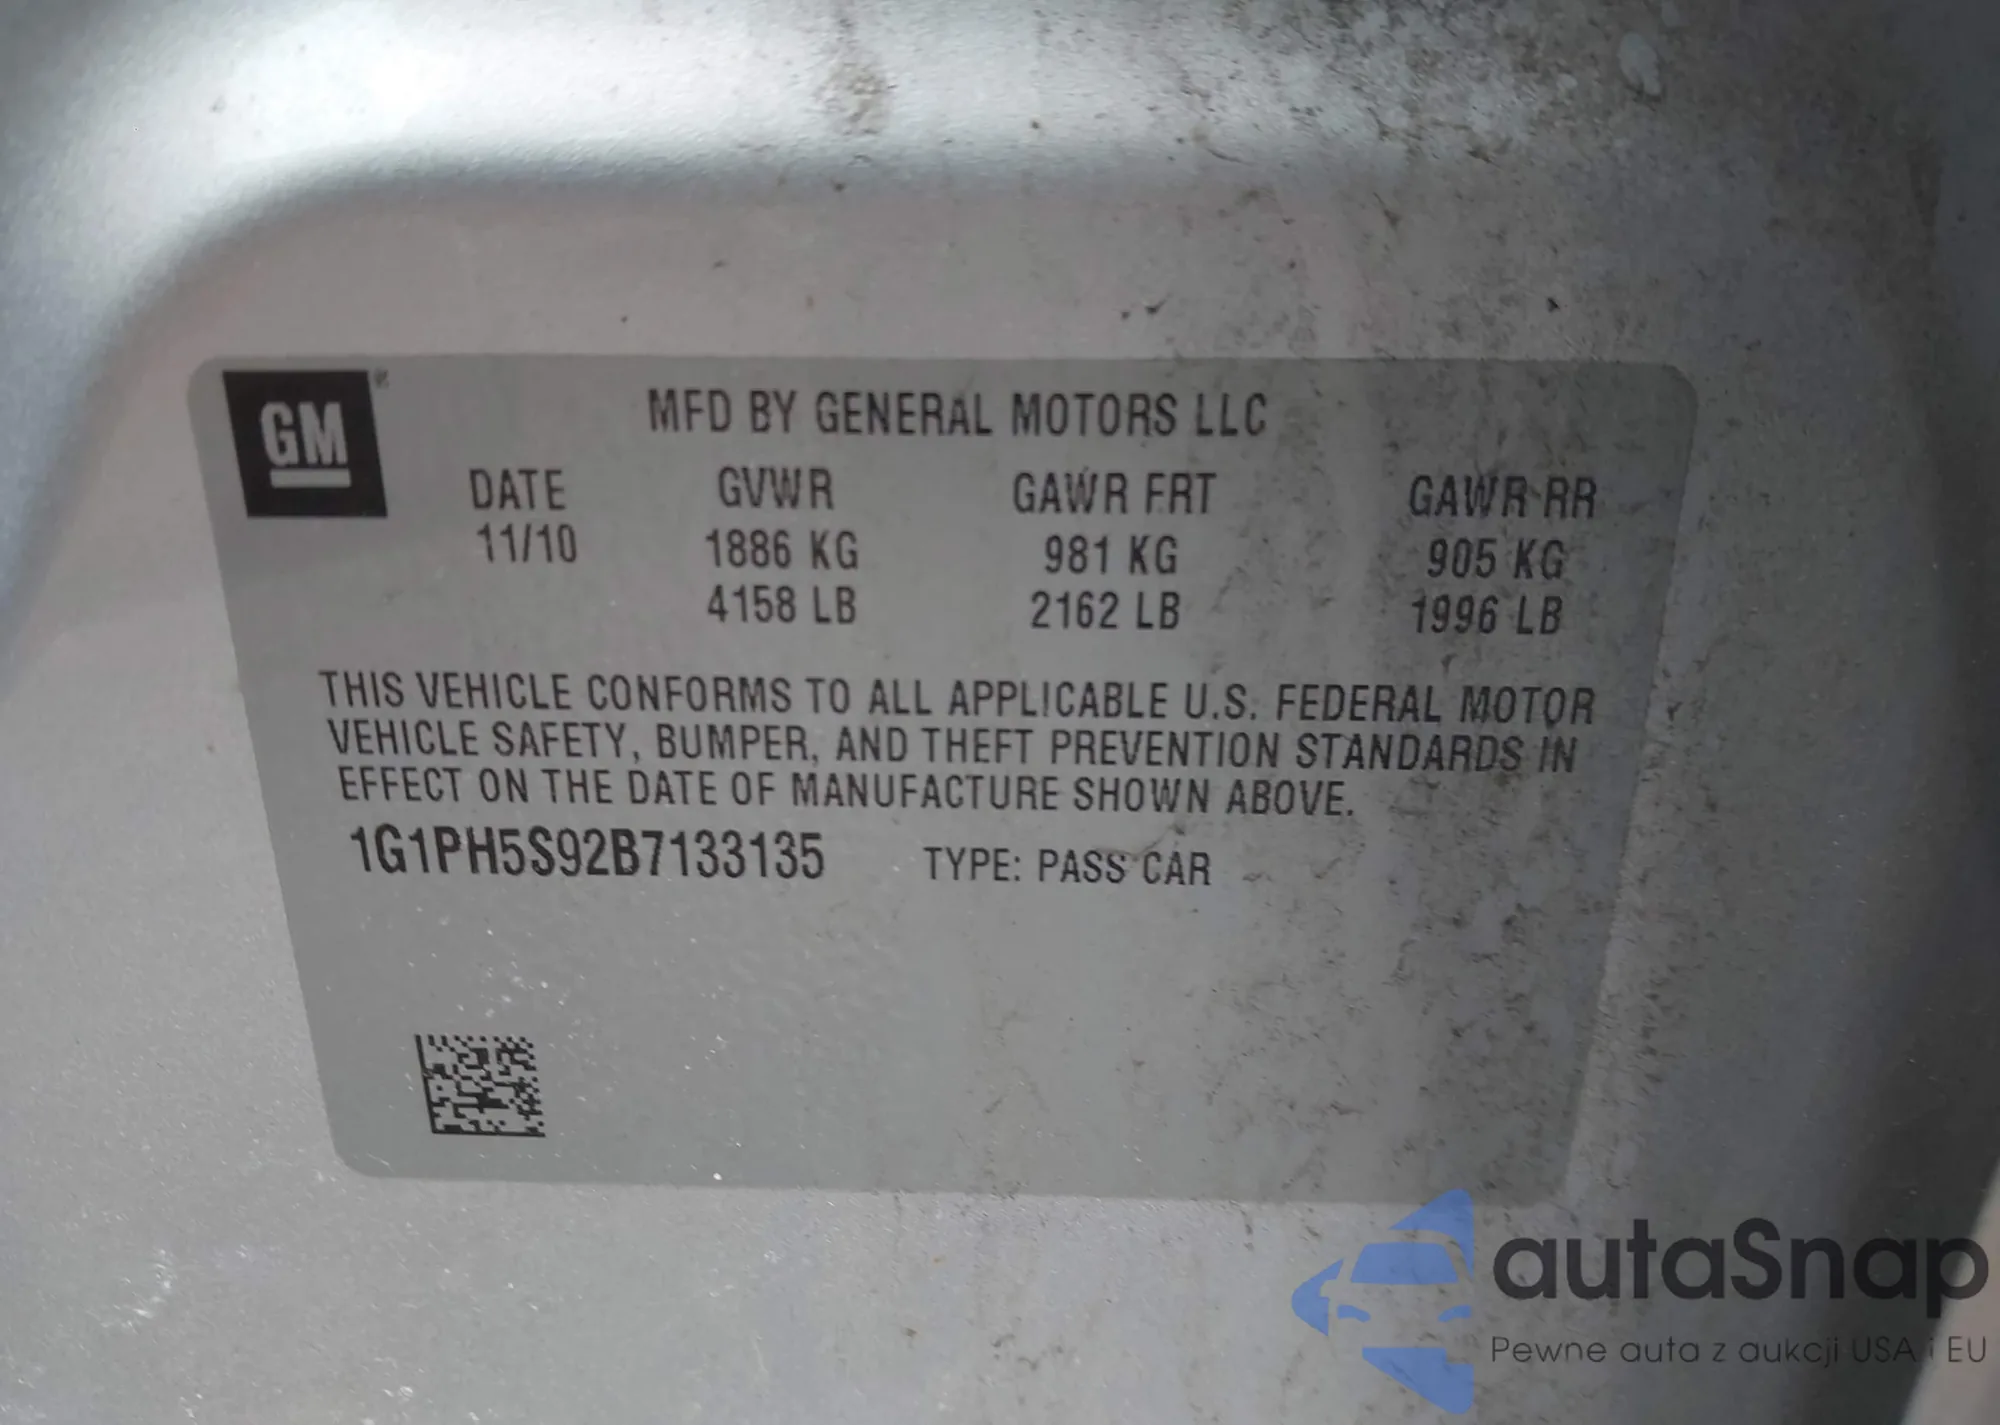 GM
MFD BY GENERAL MOTORS LLC
DATE GVWR GAWR FRT GAWR RR
11/10 1886 KG 981 KG 905 KG
4158 LB 2162 LB 1996 LB
THIS VEHICLE CONFORMS TO ALL APPLICABLE U.S. FEDERAL MOTOR
VEHICLE SAFETY, BUMPER, AND THEFT PREVENTION STANDARDS IN
EFFECT ON THE DATE OF MANUFACTURE SHOWN ABOVE.
1G1PH5S92B7133135 TYPE: PASS CAR
autaSnap
Pewne auta z aukcji USA i EU